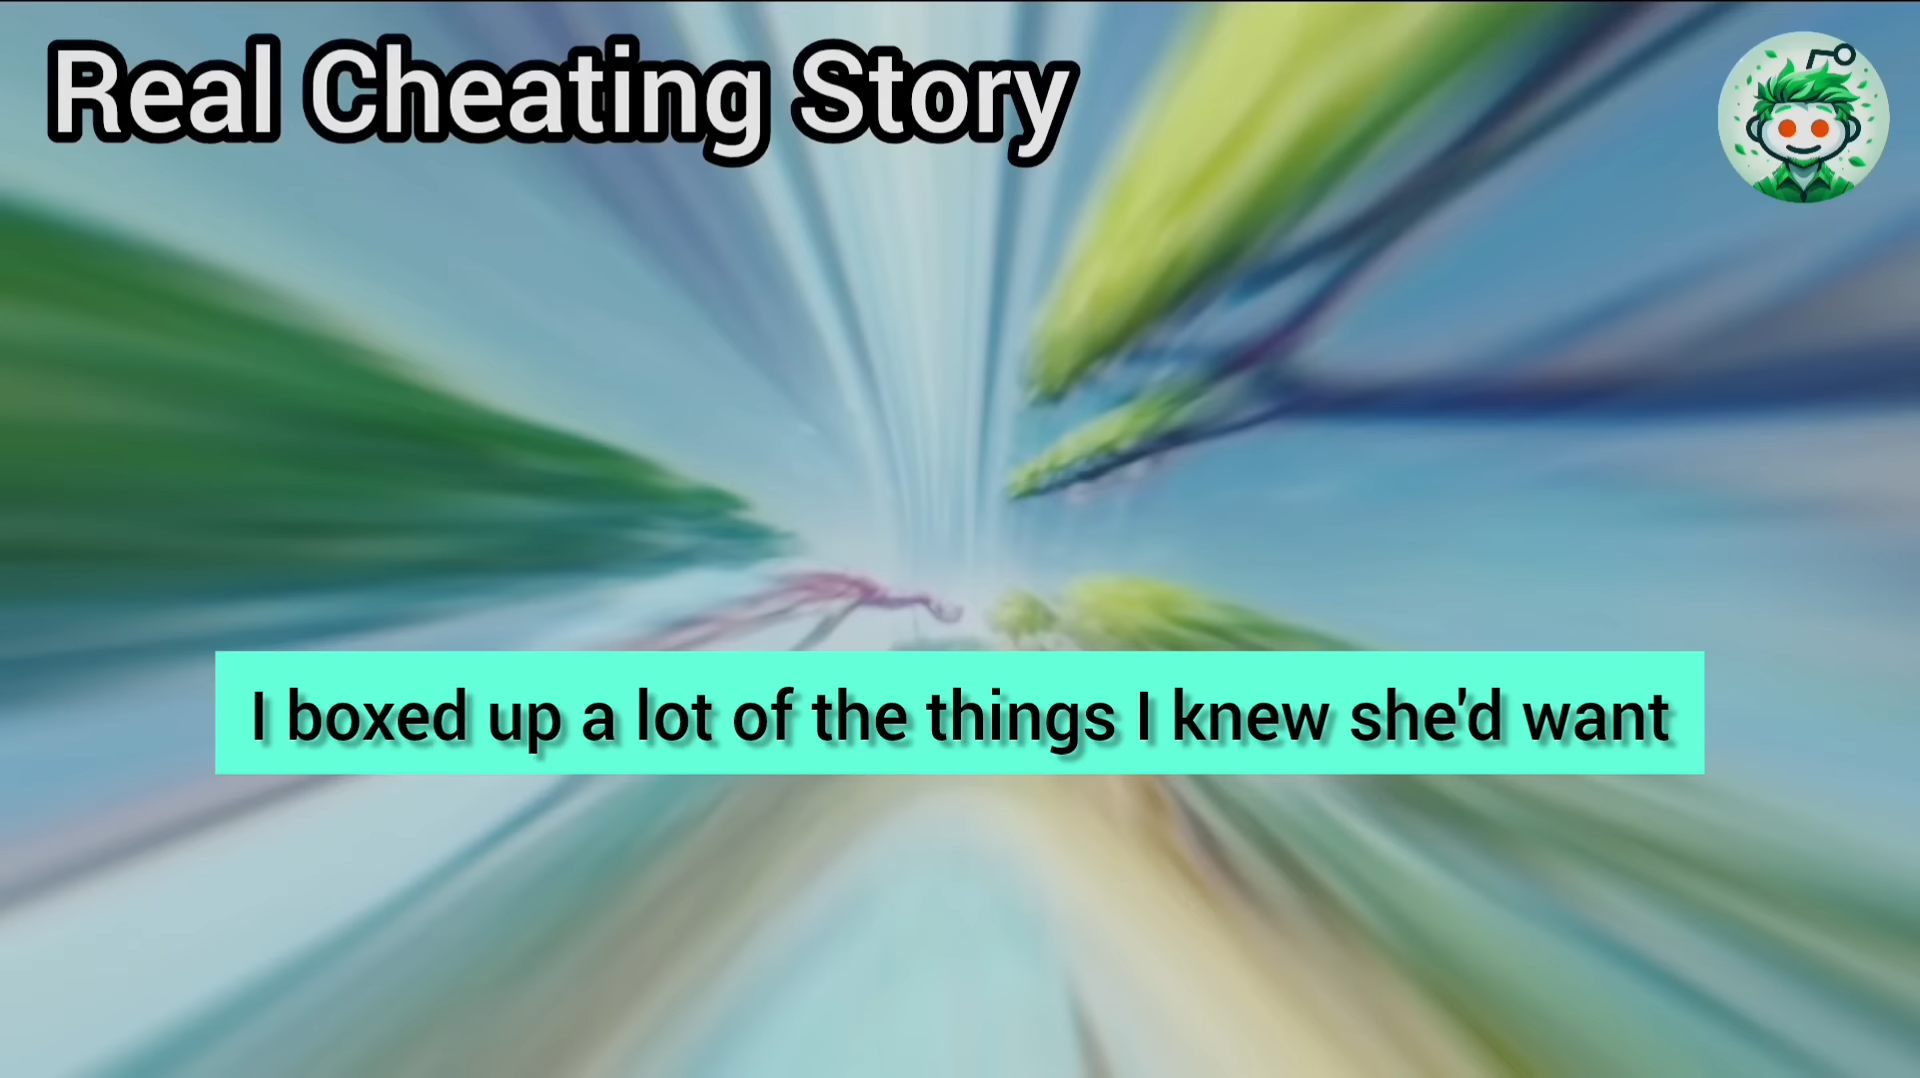 Real Cheating Story
I boxed up a lot of the things I knew she'd want